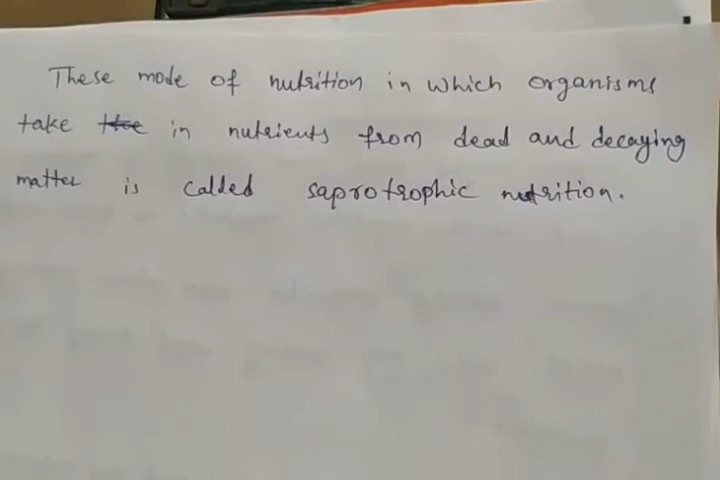 These mode of nutrition in which organisms
take in nutrients from dead and decaying
matter is called saprotrophic nutrition.